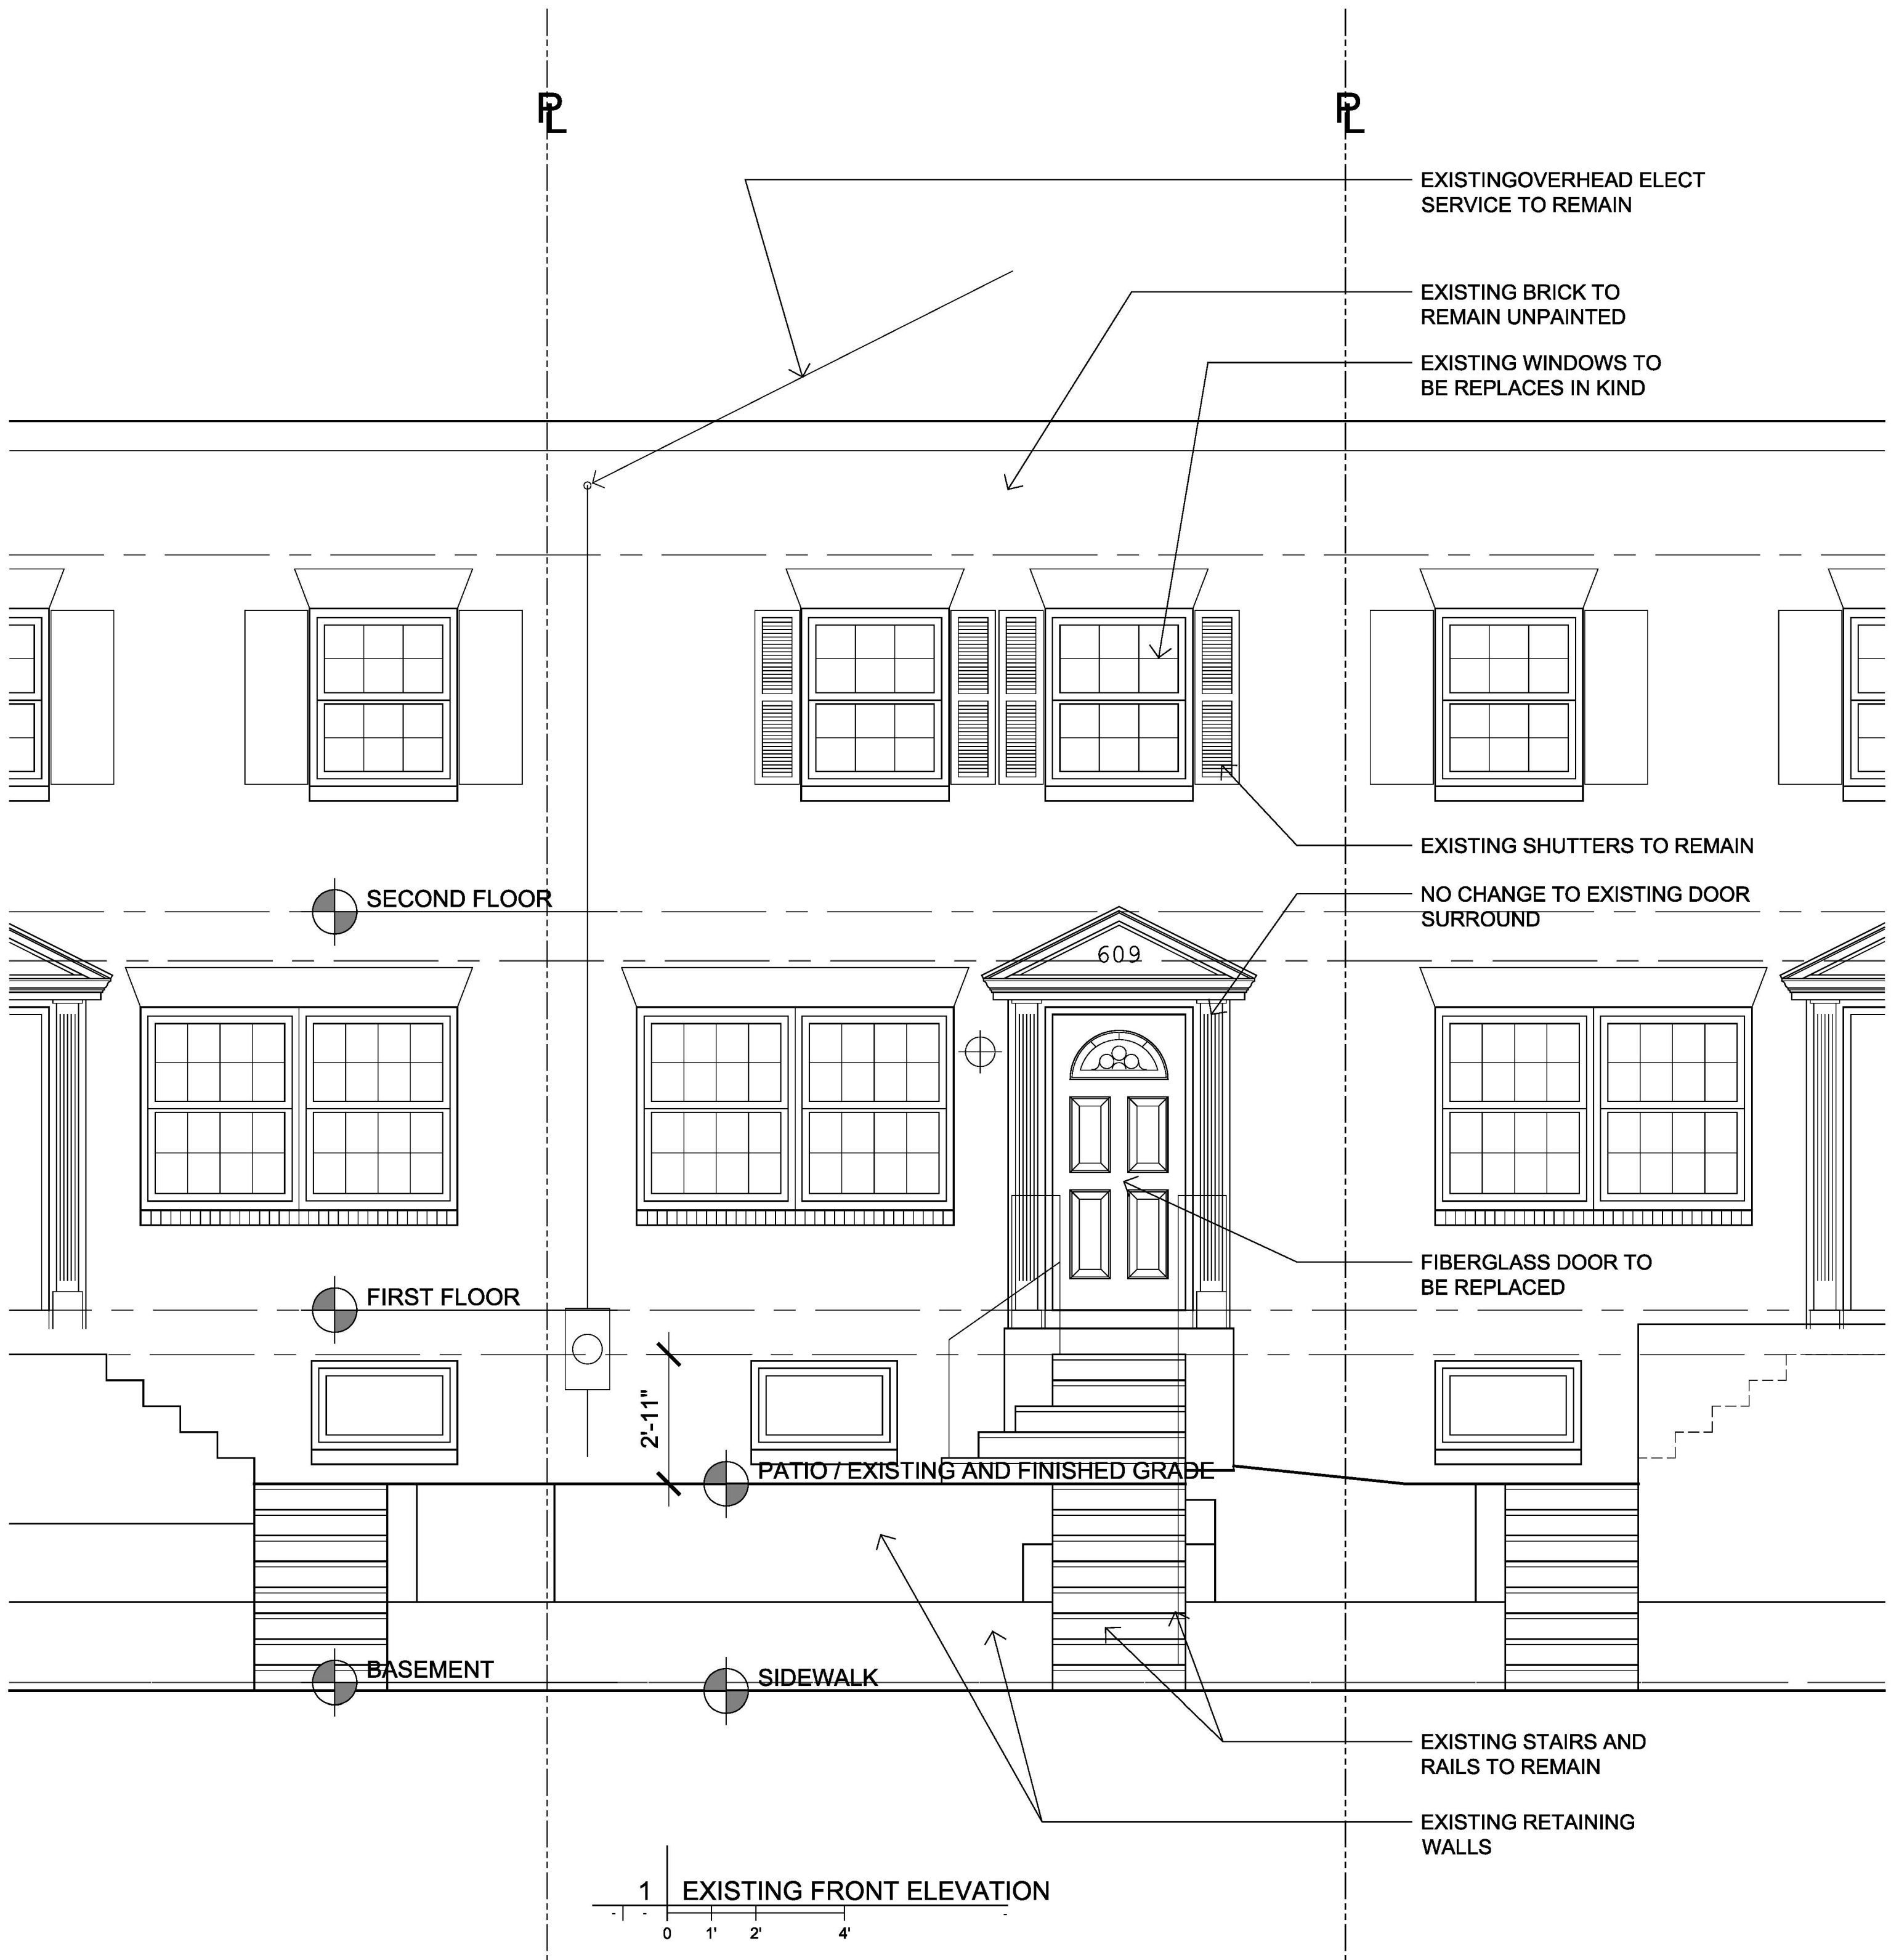 PL
PL
EXISTINGOVERHEAD ELECT
SERVICE TO REMAIN
EXISTING BRICK TO
REMAIN UNPAINTED
EXISTING WINDOWS TO
BE REPLACES IN KIND
EXISTING SHUTTERS TO REMAIN
SECOND FLOOR
NO CHANGE TO EXISTING DOOR
SURROUND
609
FIBERGLASS DOOR TO
BE REPLACED
FIRST FLOOR
2'-11"
PATIO / EXISTING AND FINISHED GRADE
BASEMENT
SIDEWALK
EXISTING STAIRS AND
RAILS TO REMAIN
EXISTING RETAINING
WALLS
1 EXISTING FRONT ELEVATION
- - -
0 1' 2' 4'